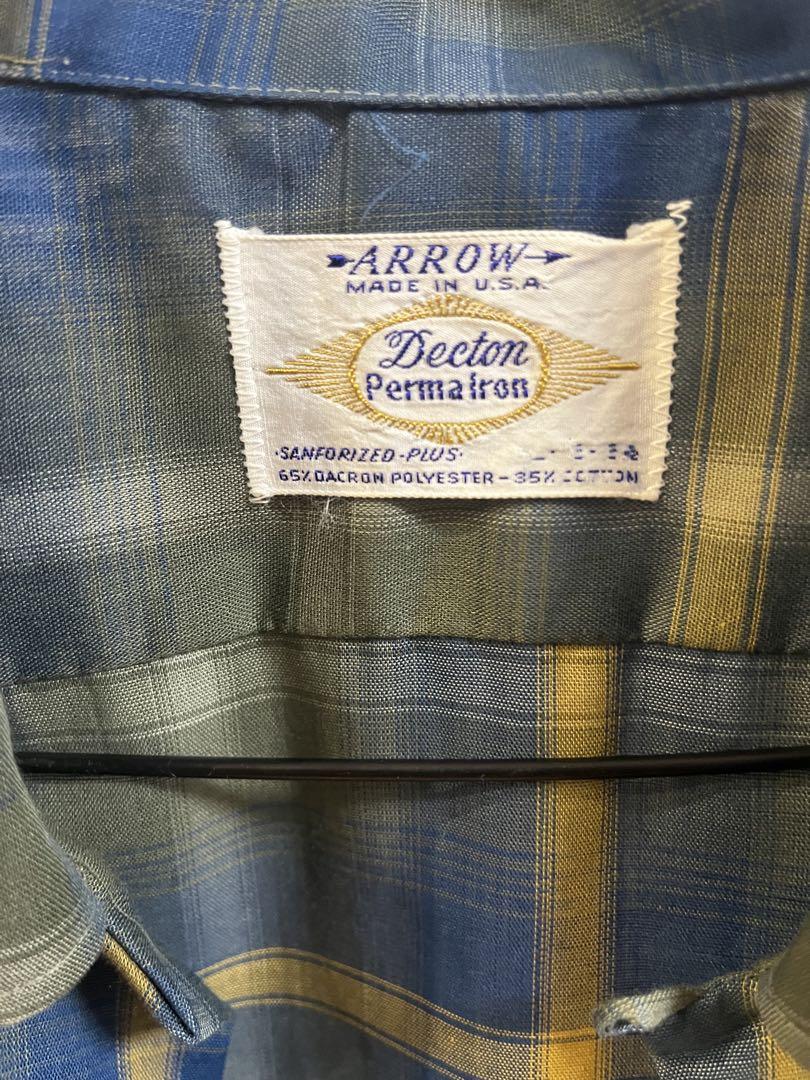 ARROW
MADE IN U.S.A.
Decton
PermaIron
·SANFORIZED-PLUS·
65% DACRON POLYESTER - 35% COTTON